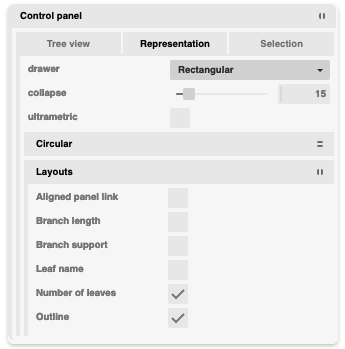 Control panel
Tree view Representation Selection
drawer Rectangular
collapse 15
ultrametric
Circular
Layouts
Aligned panel link
Branch length
Branch support
Leaf name
Number of leaves
Outline